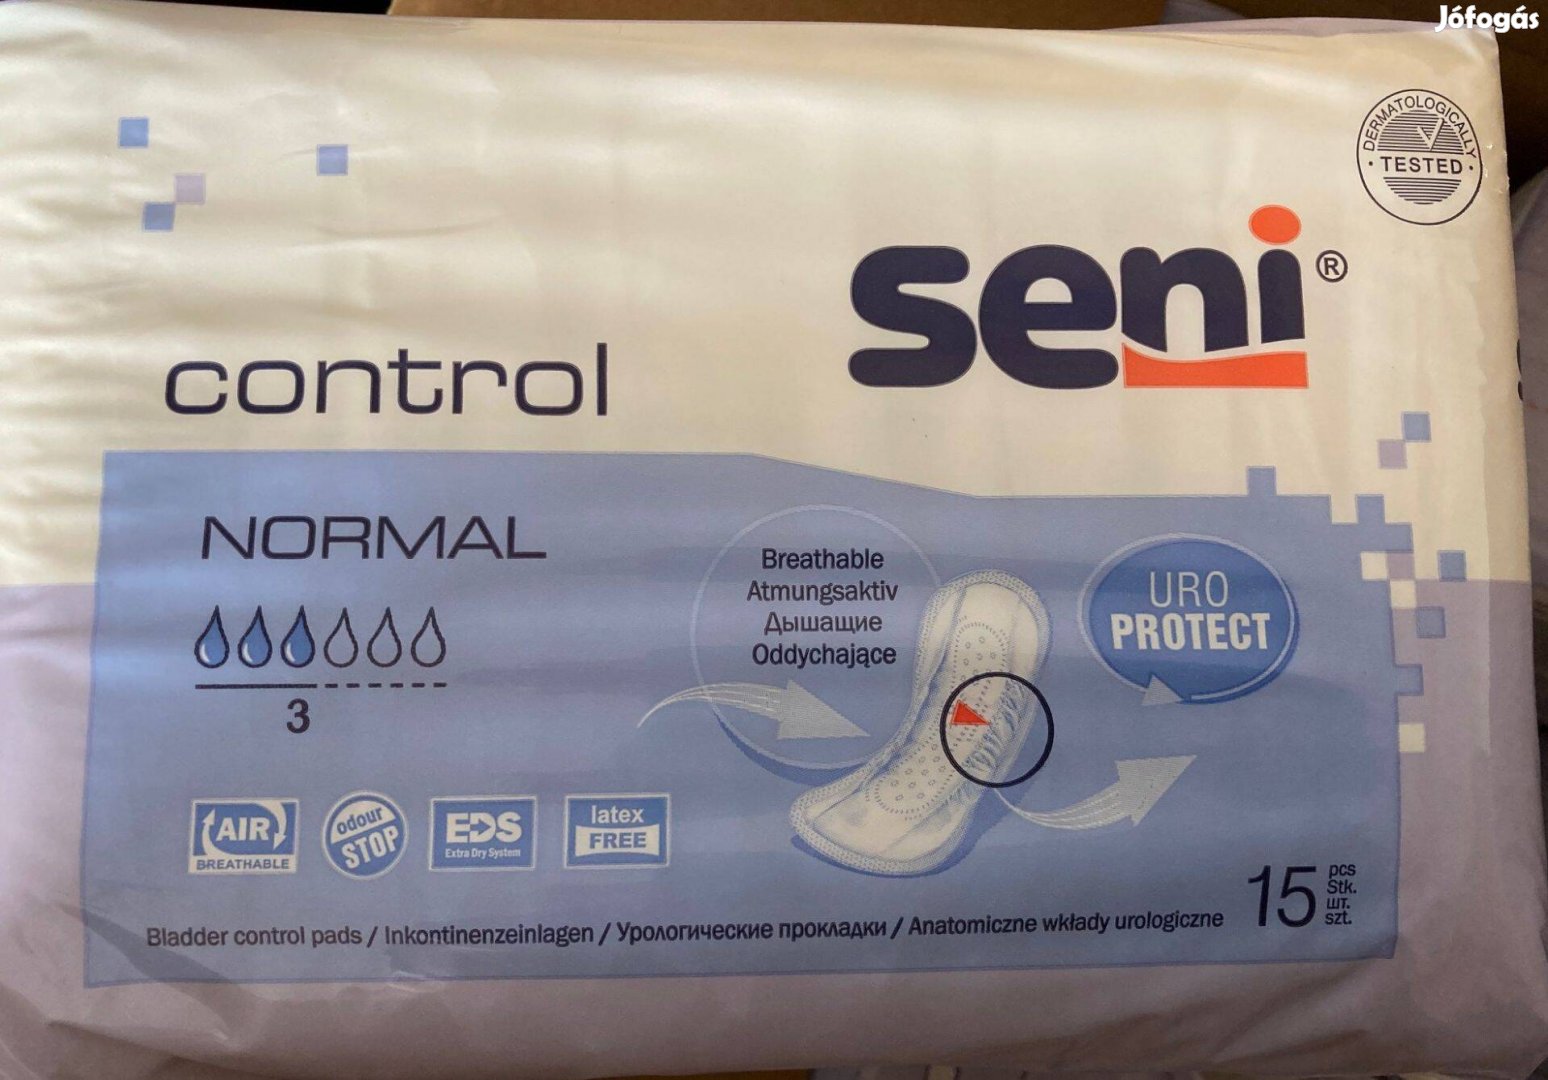 Jófogás
DERMATOLOGICALLY
· TESTED ·
seni®
control
NORMAL
3
Breathable
Atmungsaktiv
Дышащие
Oddychające
URO
PROTECT
AIR
BREATHABLE
odour
STOP
EDS
Extra Dry System
latex
FREE
15 pcs
Stk.
шт.
szt.
Bladder control pads / Inkontinenzeinlagen / Урологические прокладки / Anatomiczne wkłady urologiczne